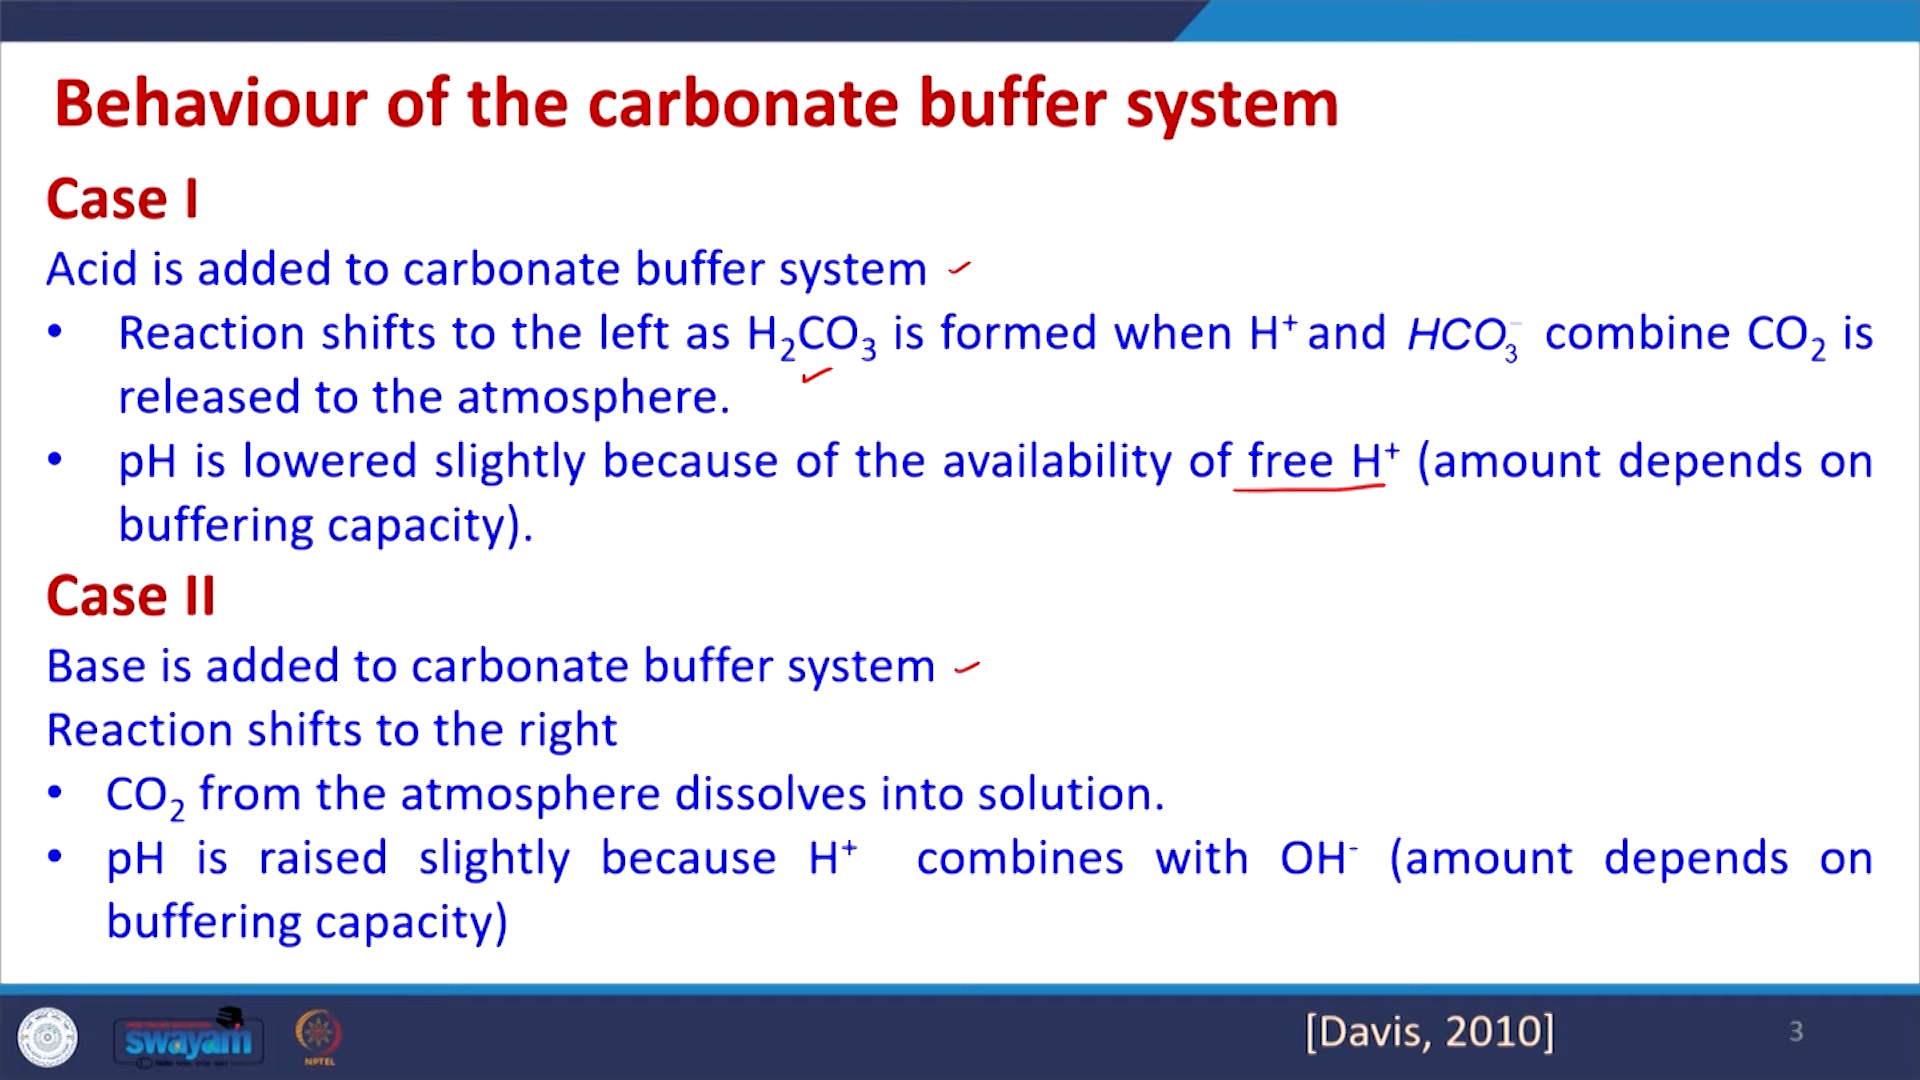 Behaviour of the carbonate buffer system
Case I
Acid is added to carbonate buffer system
• Reaction shifts to the left as H₂CO₃ is formed when H⁺ and HCO₃⁻ combine CO₂ is
released to the atmosphere.
• pH is lowered slightly because of the availability of free H⁺ (amount depends on
buffering capacity).
Case II
Base is added to carbonate buffer system
Reaction shifts to the right
• CO₂ from the atmosphere dissolves into solution.
• pH is raised slightly because H⁺ combines with OH⁻ (amount depends on
buffering capacity)
swayam
NPTEL
[Davis, 2010]
3